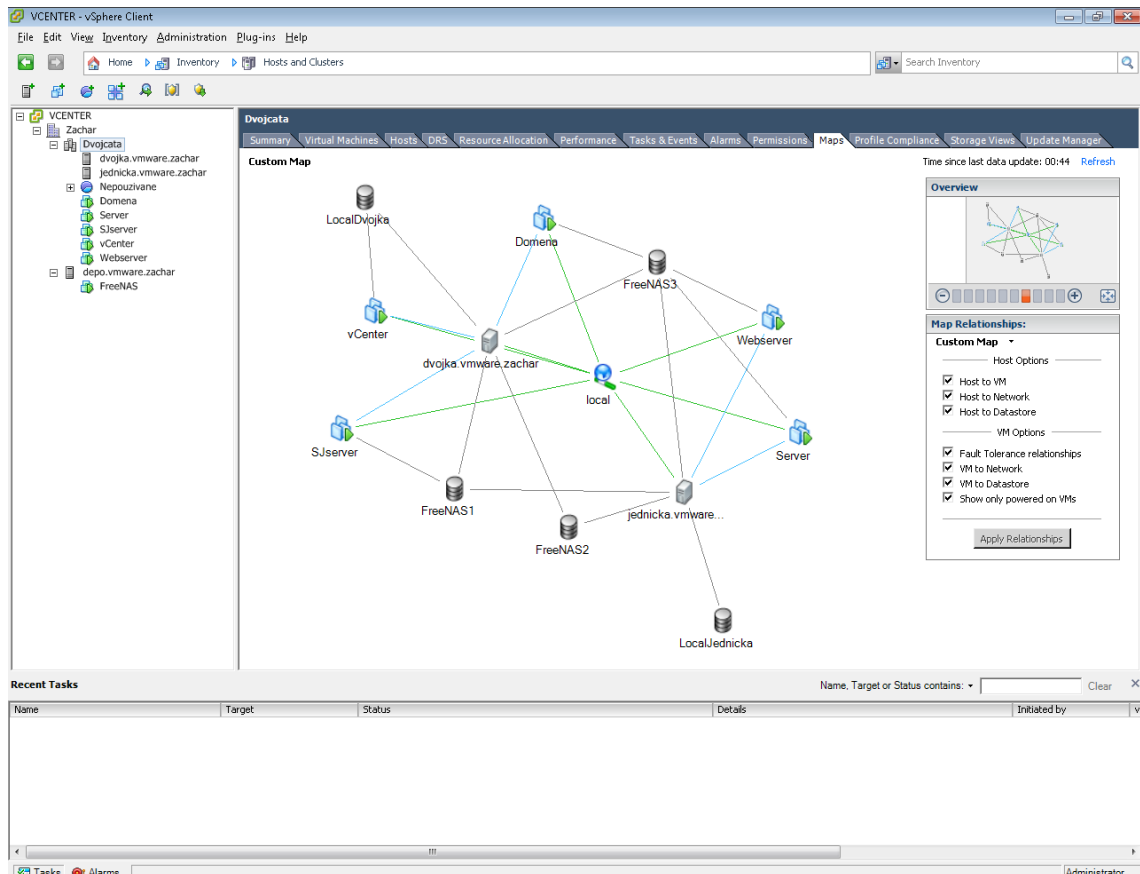 VCENTER - vSphere Client
File Edit View Inventory Administration Plug-ins Help
Home Inventory Hosts and Clusters
Search Inventory
VCENTER
Zachar
Dvojcata
dvojka.vmware.zachar
jednicka.vmware.zachar
Nepouzivane
Domena
Server
SJserver
vCenter
Webserver
depo.vmware.zachar
FreeNAS
Dvojcata
Summary Virtual Machines Hosts DRS Resource Allocation Performance Tasks & Events Alarms Permissions Maps Profile Compliance Storage Views Update Manager
Custom Map
Time since last data update: 00:44 Refresh
LocalDvojka
Domena
FreeNAS3
vCenter
Webserver
dvojka.vmware.zachar
local
SJserver
Server
FreeNAS1
jednicka.vmware...
FreeNAS2
LocalJednicka
Overview
Map Relationships:
Custom Map
Host Options
Host to VM
Host to Network
Host to Datastore
VM Options
Fault Tolerance relationships
VM to Network
VM to Datastore
Show only powered on VMs
Apply Relationships
Recent Tasks
Name, Target or Status contains:
Clear
Name Target Status Details Initiated by v
Tasks Alarms
Administrator